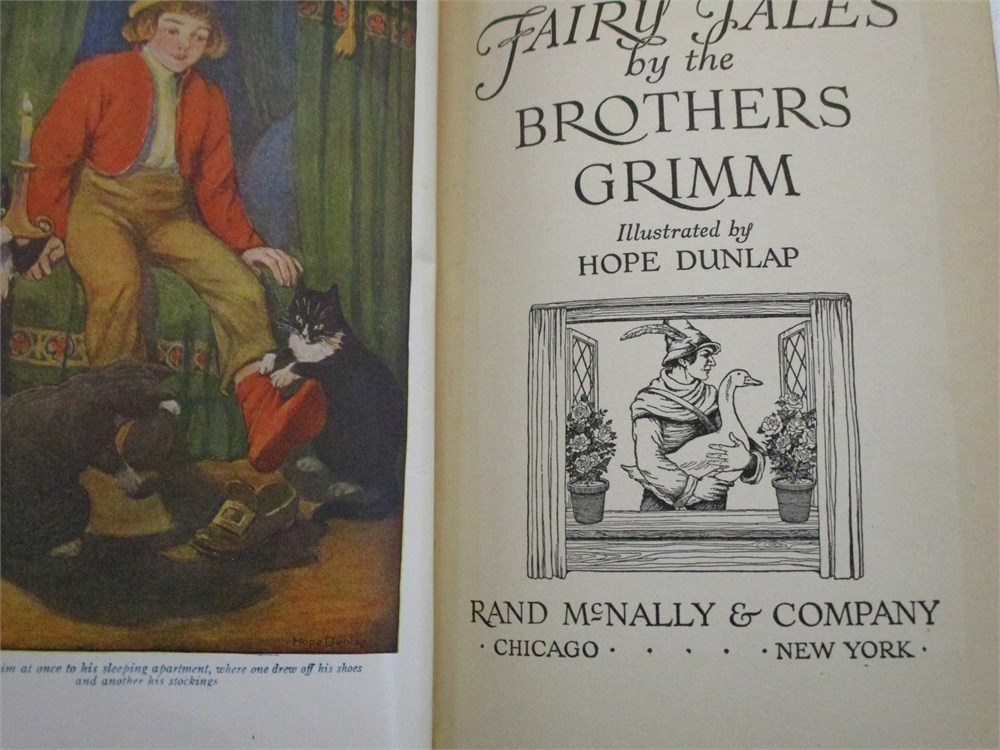 Hope Dunlap
im at once to his sleeping apartment, where one drew off his shoes
and another his stockings
FAIRY TALES
by the
BROTHERS
GRIMM
Illustrated by
HOPE DUNLAP
RAND McNALLY & COMPANY
· CHICAGO · · · · · NEW YORK ·